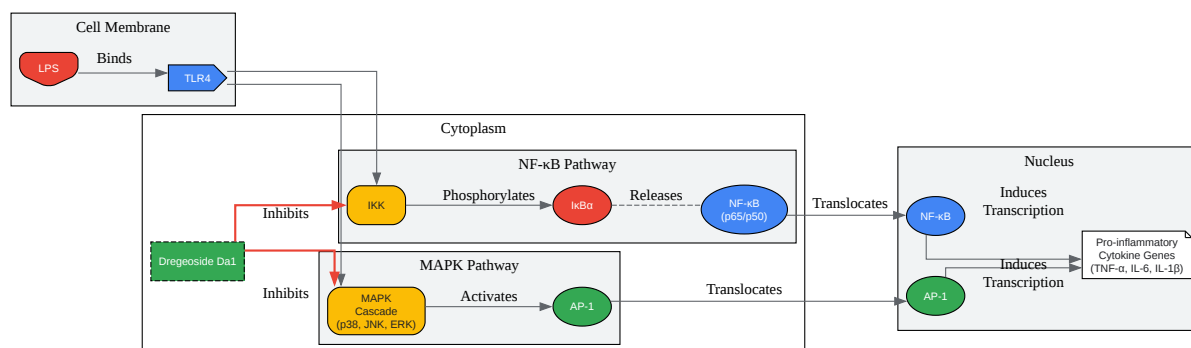 Cell Membrane
LPS
Binds
TLR4
Cytoplasm
NF-κB Pathway
IKK
Phosphorylates
IκBα
Releases
NF-κB
(p65/p50)
Translocates
Inhibits
Dregeoside Da1
Inhibits
MAPK Pathway
MAPK
Cascade
(p38, JNK, ERK)
Activates
AP-1
Translocates
Nucleus
NF-κB
Induces
Transcription
AP-1
Induces
Transcription
Pro-inflammatory
Cytokine Genes
(TNF-α, IL-6, IL-1β)